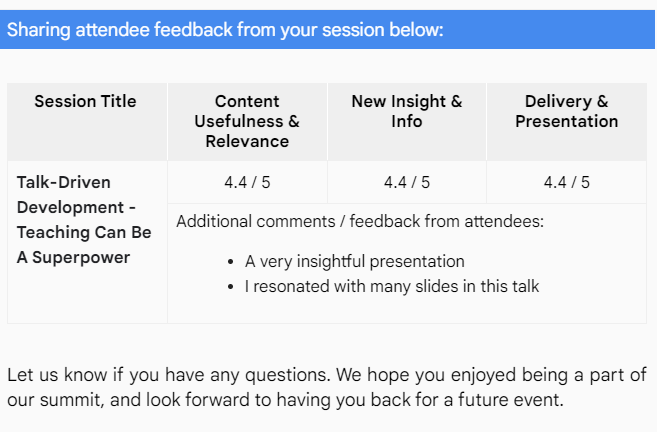 Sharing attendee feedback from your session below:
Session Title
Content
Usefulness &
Relevance
New Insight &
Info
Delivery &
Presentation
Talk-Driven
Development -
Teaching Can Be
A Superpower
4.4 / 5
4.4 / 5
4.4 / 5
Additional comments / feedback from attendees:
• A very insightful presentation
• I resonated with many slides in this talk
Let us know if you have any questions. We hope you enjoyed being a part of
our summit, and look forward to having you back for a future event.